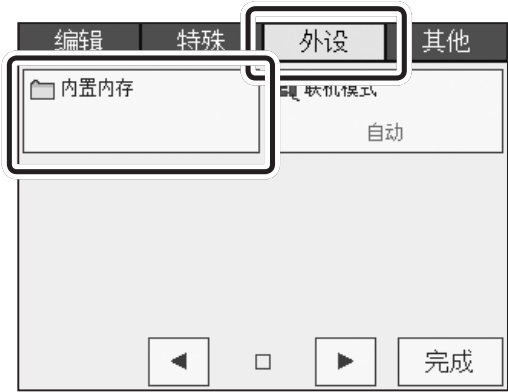 编辑 特殊 外设 其他
内置内存 联机模式
自动
完成